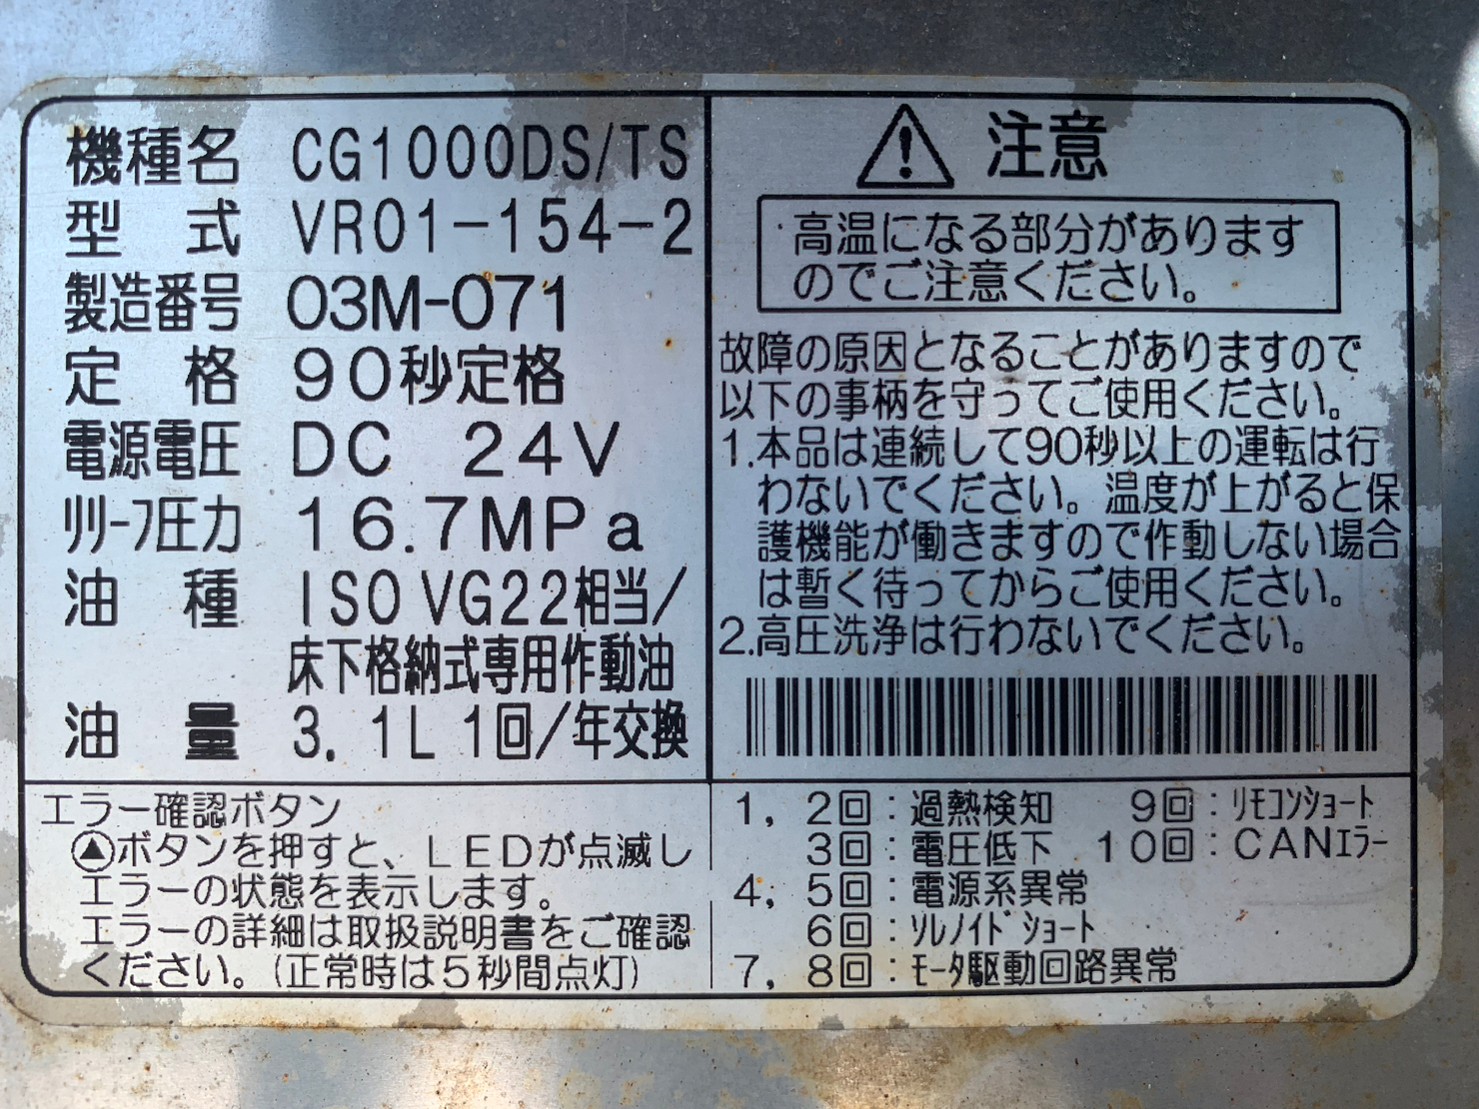 機種名 CG1000DS/TS
型式 VR01-154-2
製造番号 03M-071
定格 90秒定格
電源電圧 DC 24V
リリーフ圧力 16.7MPa
油種 ISO VG22相当/
床下格納式専用作動油
油量 3.1L 1回/年交換
注意
高温になる部分があります
のでご注意ください。
故障の原因となることがありますので
以下の事柄を守ってご使用ください。
1.本品は連続して90秒以上の運転は行
わないでください。温度が上がると保
護機能が働きますので作動しない場合
は暫く待ってからご使用ください。
2.高圧洗浄は行わないでください。
エラー確認ボタン
▲ボタンを押すと、LEDが点滅し
エラーの状態を表示します。
エラーの詳細は取扱説明書をご確認
ください。(正常時は5秒間点灯)
1, 2回:過熱検知 9回:リモコンショート
3回:電圧低下 10回:CANエラー
4, 5回:電源系異常
6回:ソレノイドショート
7, 8回:モータ駆動回路異常